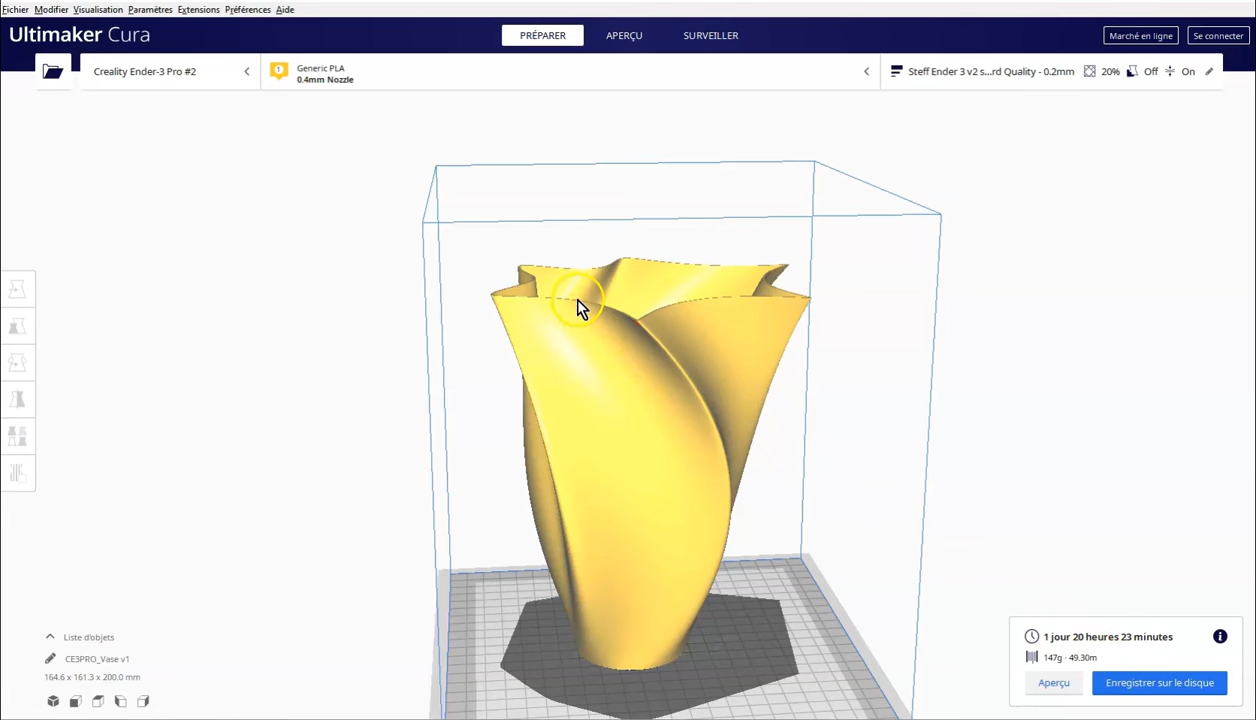 Fichier Modifier Visualisation Paramètres Extensions Préférences Aide
Ultimaker Cura
PRÉPARER
APERÇU
SURVEILLER
Marché en ligne
Se connecter
Creality Ender-3 Pro #2
1
Generic PLA
0.4mm Nozzle
Steff Ender 3 v2 s...rd Quality - 0.2mm
20%
Off
On
Liste d'objets
CE3PRO_Vase v1
164.6 x 161.3 x 200.0 mm
1 jour 20 heures 23 minutes
147g · 49.30m
Aperçu
Enregistrer sur le disque